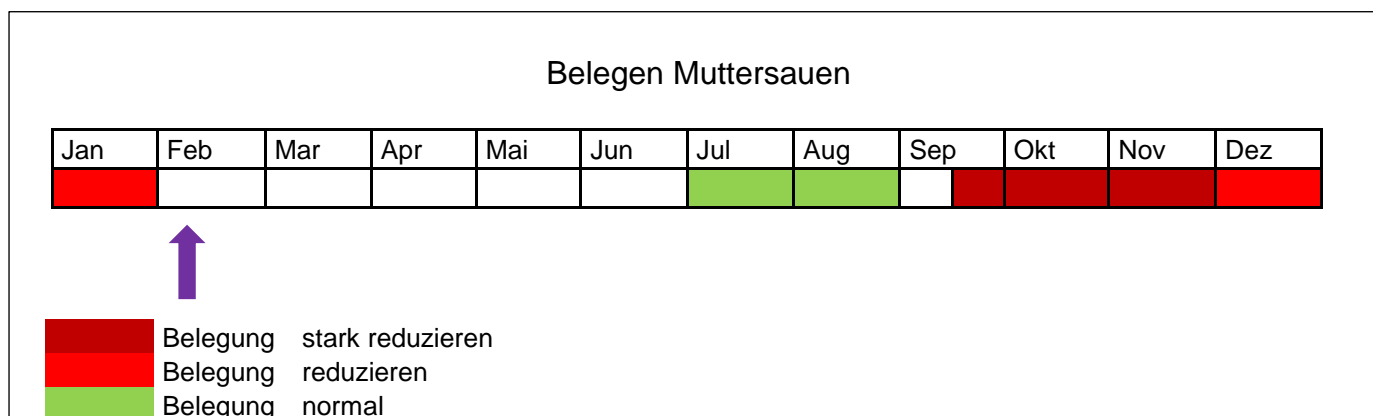 Belegen Muttersauen
Jan Feb Mar Apr Mai Jun Jul Aug Sep Okt Nov Dez
Belegung stark reduzieren
Belegung reduzieren
Belegung normal